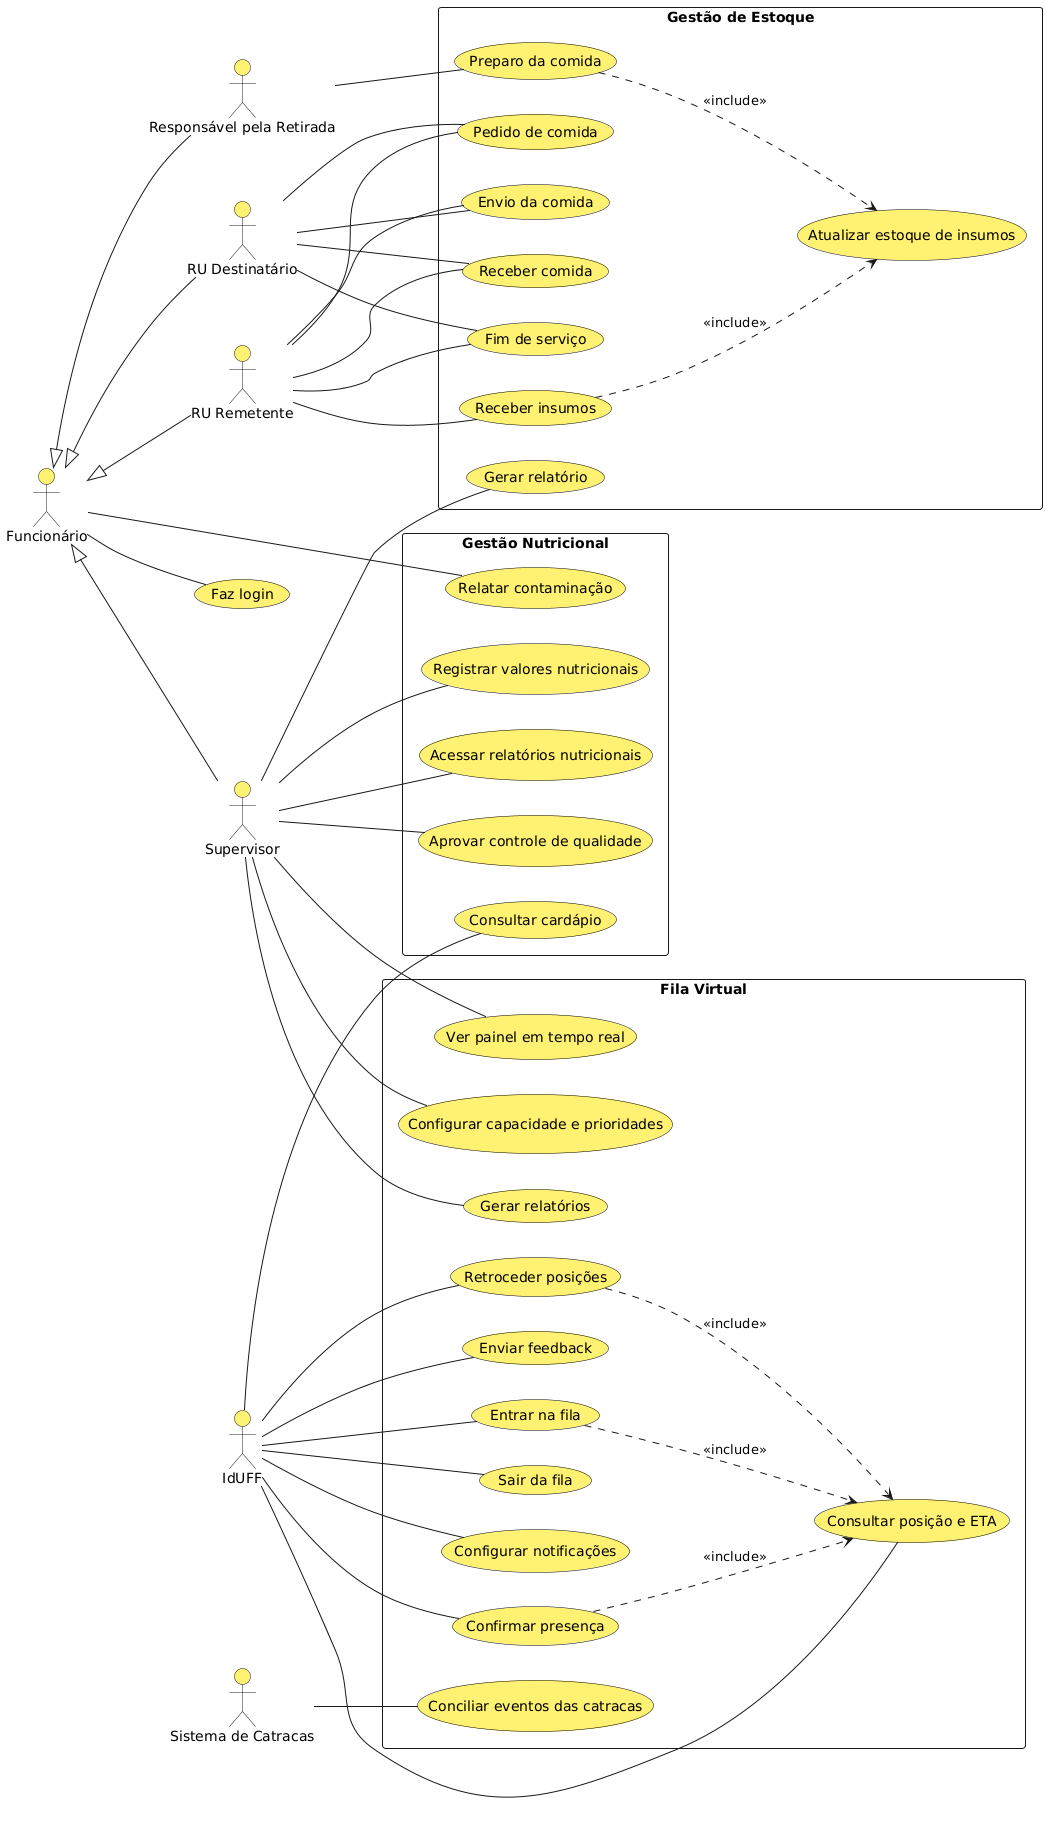 Gestão de Estoque
Preparo da comida
«include»
Responsável pela Retirada
Pedido de comida
Envio da comida
Atualizar estoque de insumos
RU Destinatário
Receber comida
«include»
Fim de serviço
RU Remetente
Receber insumos
Gerar relatório
Funcionário
Gestão Nutricional
Relatar contaminação
Faz login
Registrar valores nutricionais
Acessar relatórios nutricionais
Supervisor
Aprovar controle de qualidade
Consultar cardápio
Fila Virtual
Ver painel em tempo real
Configurar capacidade e prioridades
Gerar relatórios
Retroceder posições
«include»
Enviar feedback
Entrar na fila
«include»
IdUFF
Sair da fila
Consultar posição e ETA
Configurar notificações
«include»
Confirmar presença
Conciliar eventos das catracas
Sistema de Catracas